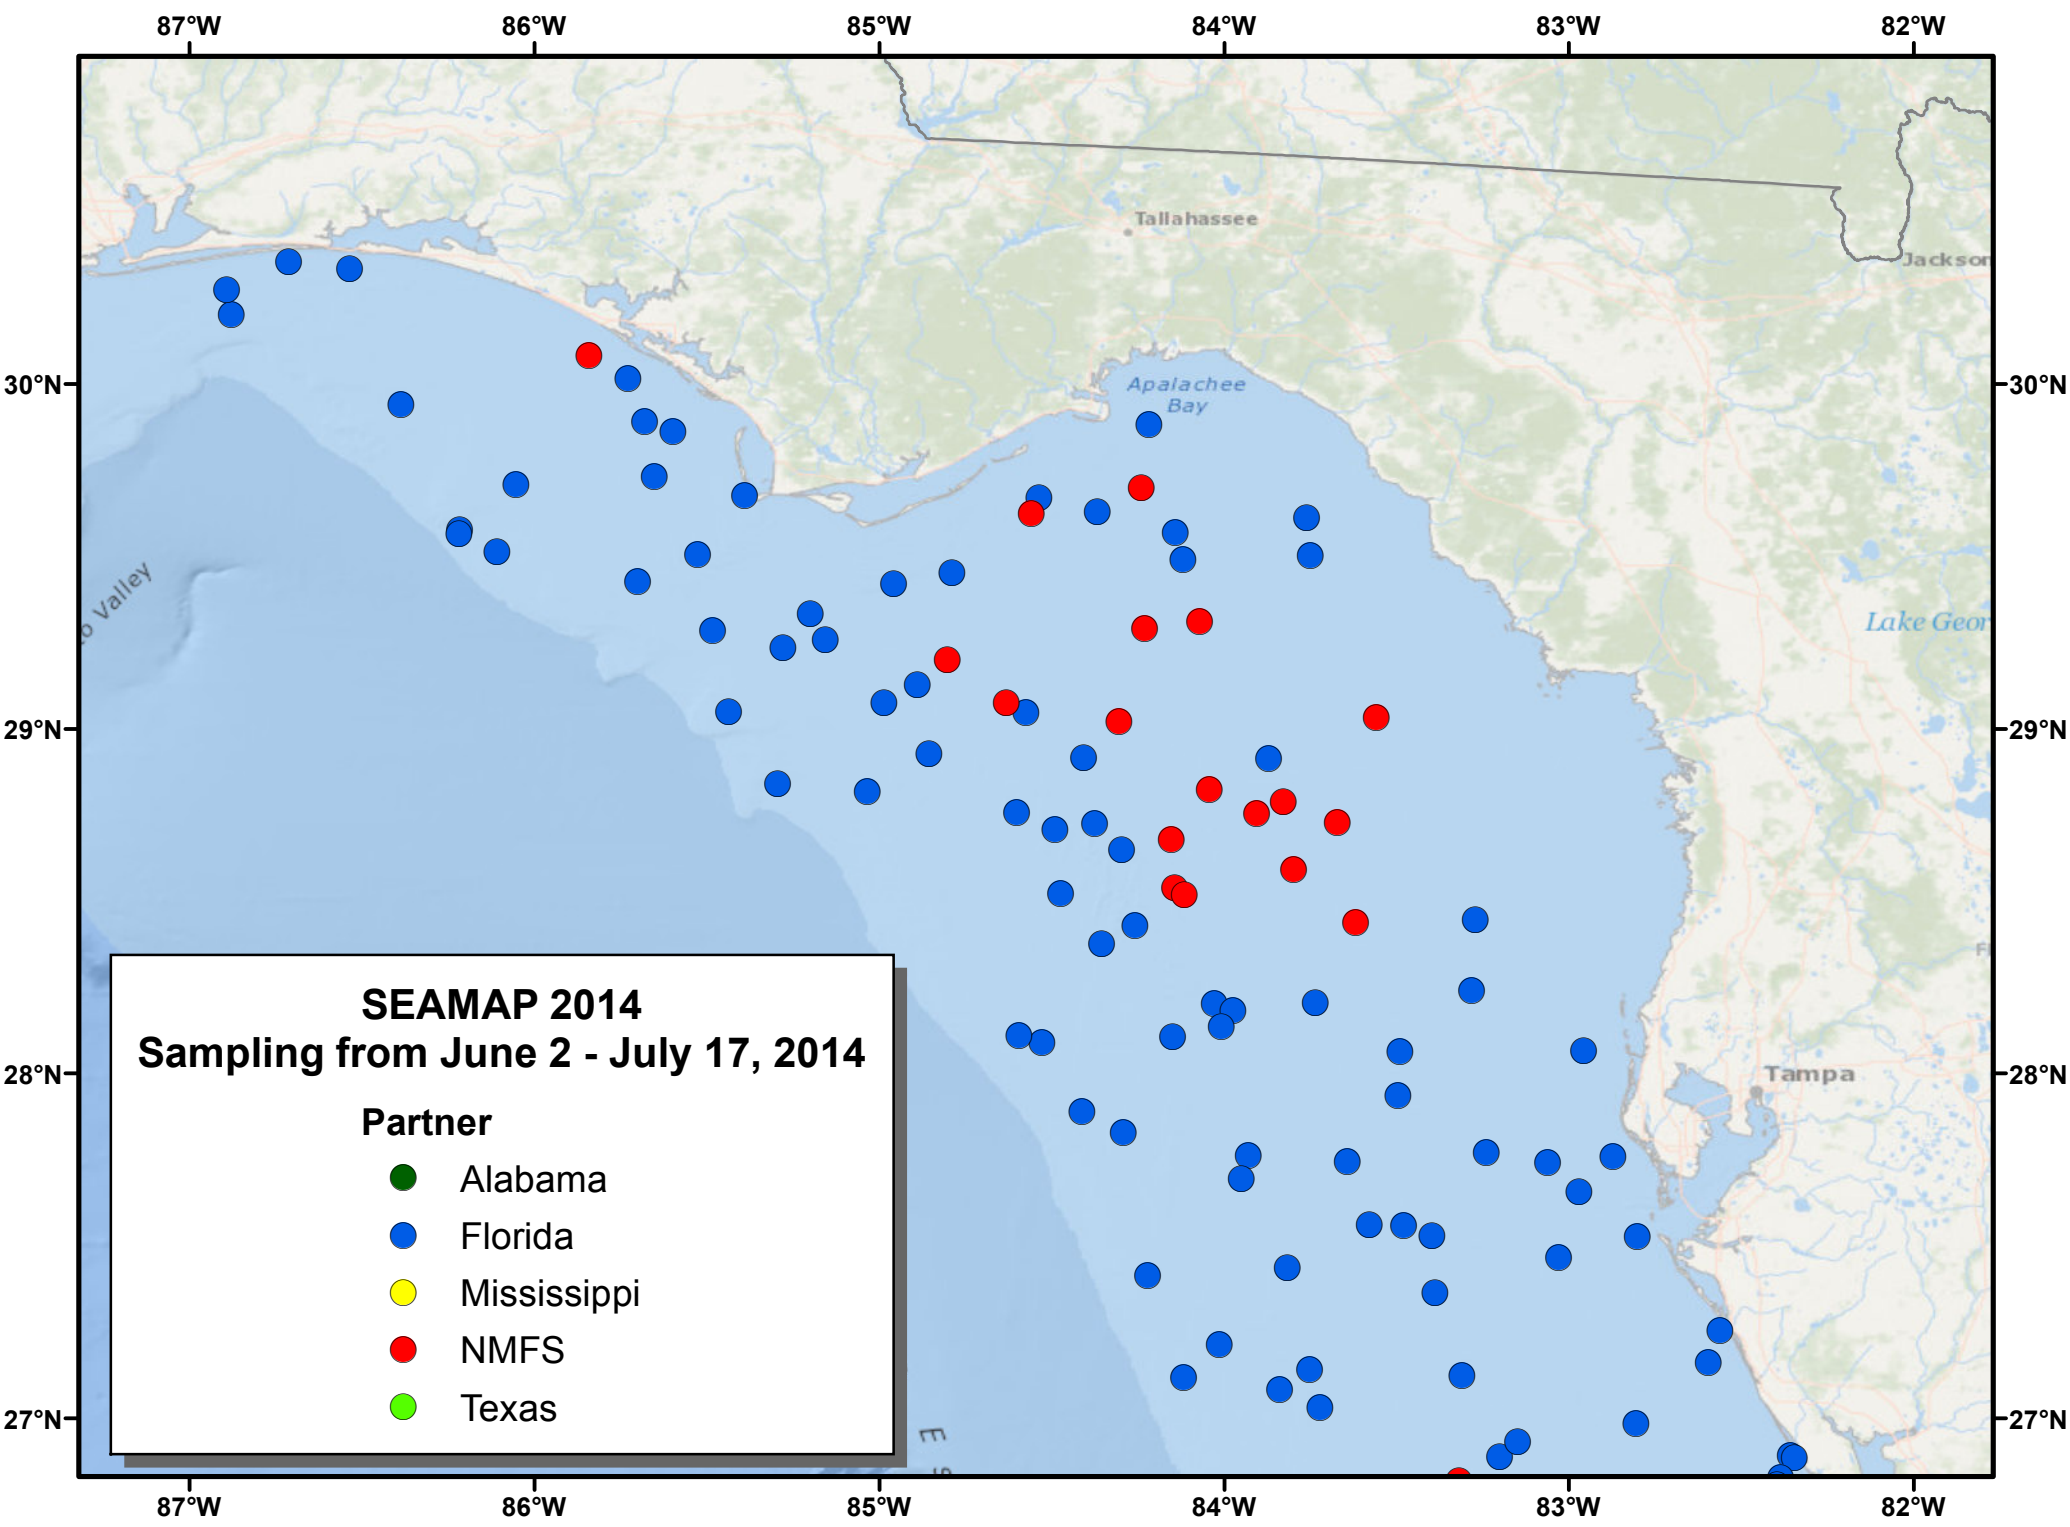 87°W 86°W 85°W 84°W 83°W 82°W
Tallahassee
Jackson
30°N 30°N
Apalachee
Bay
Valley
Lake Geor
29°N 29°N
SEAMAP 2014
Sampling from June 2 - July 17, 2014
28°N 28°N
Tampa
Partner
Alabama
Florida
Mississippi
NMFS
Texas
27°N 27°N
E
87°W 86°W 85°W 84°W 83°W 82°W